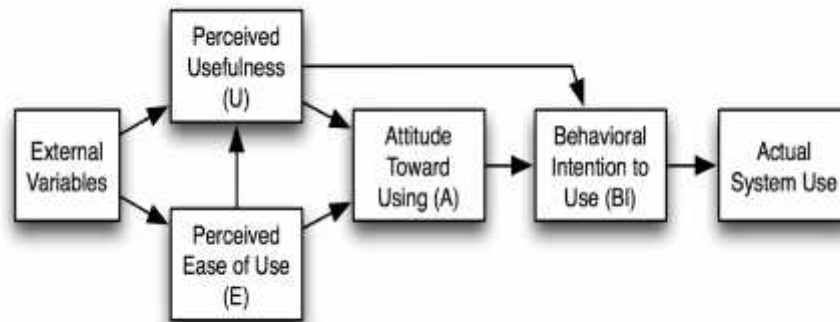 Perceived
Usefulness
(U)
External
Variables
Perceived
Ease of Use
(E)
Attitude
Toward
Using (A)
Behavioral
Intention to
Use (BI)
Actual
System Use